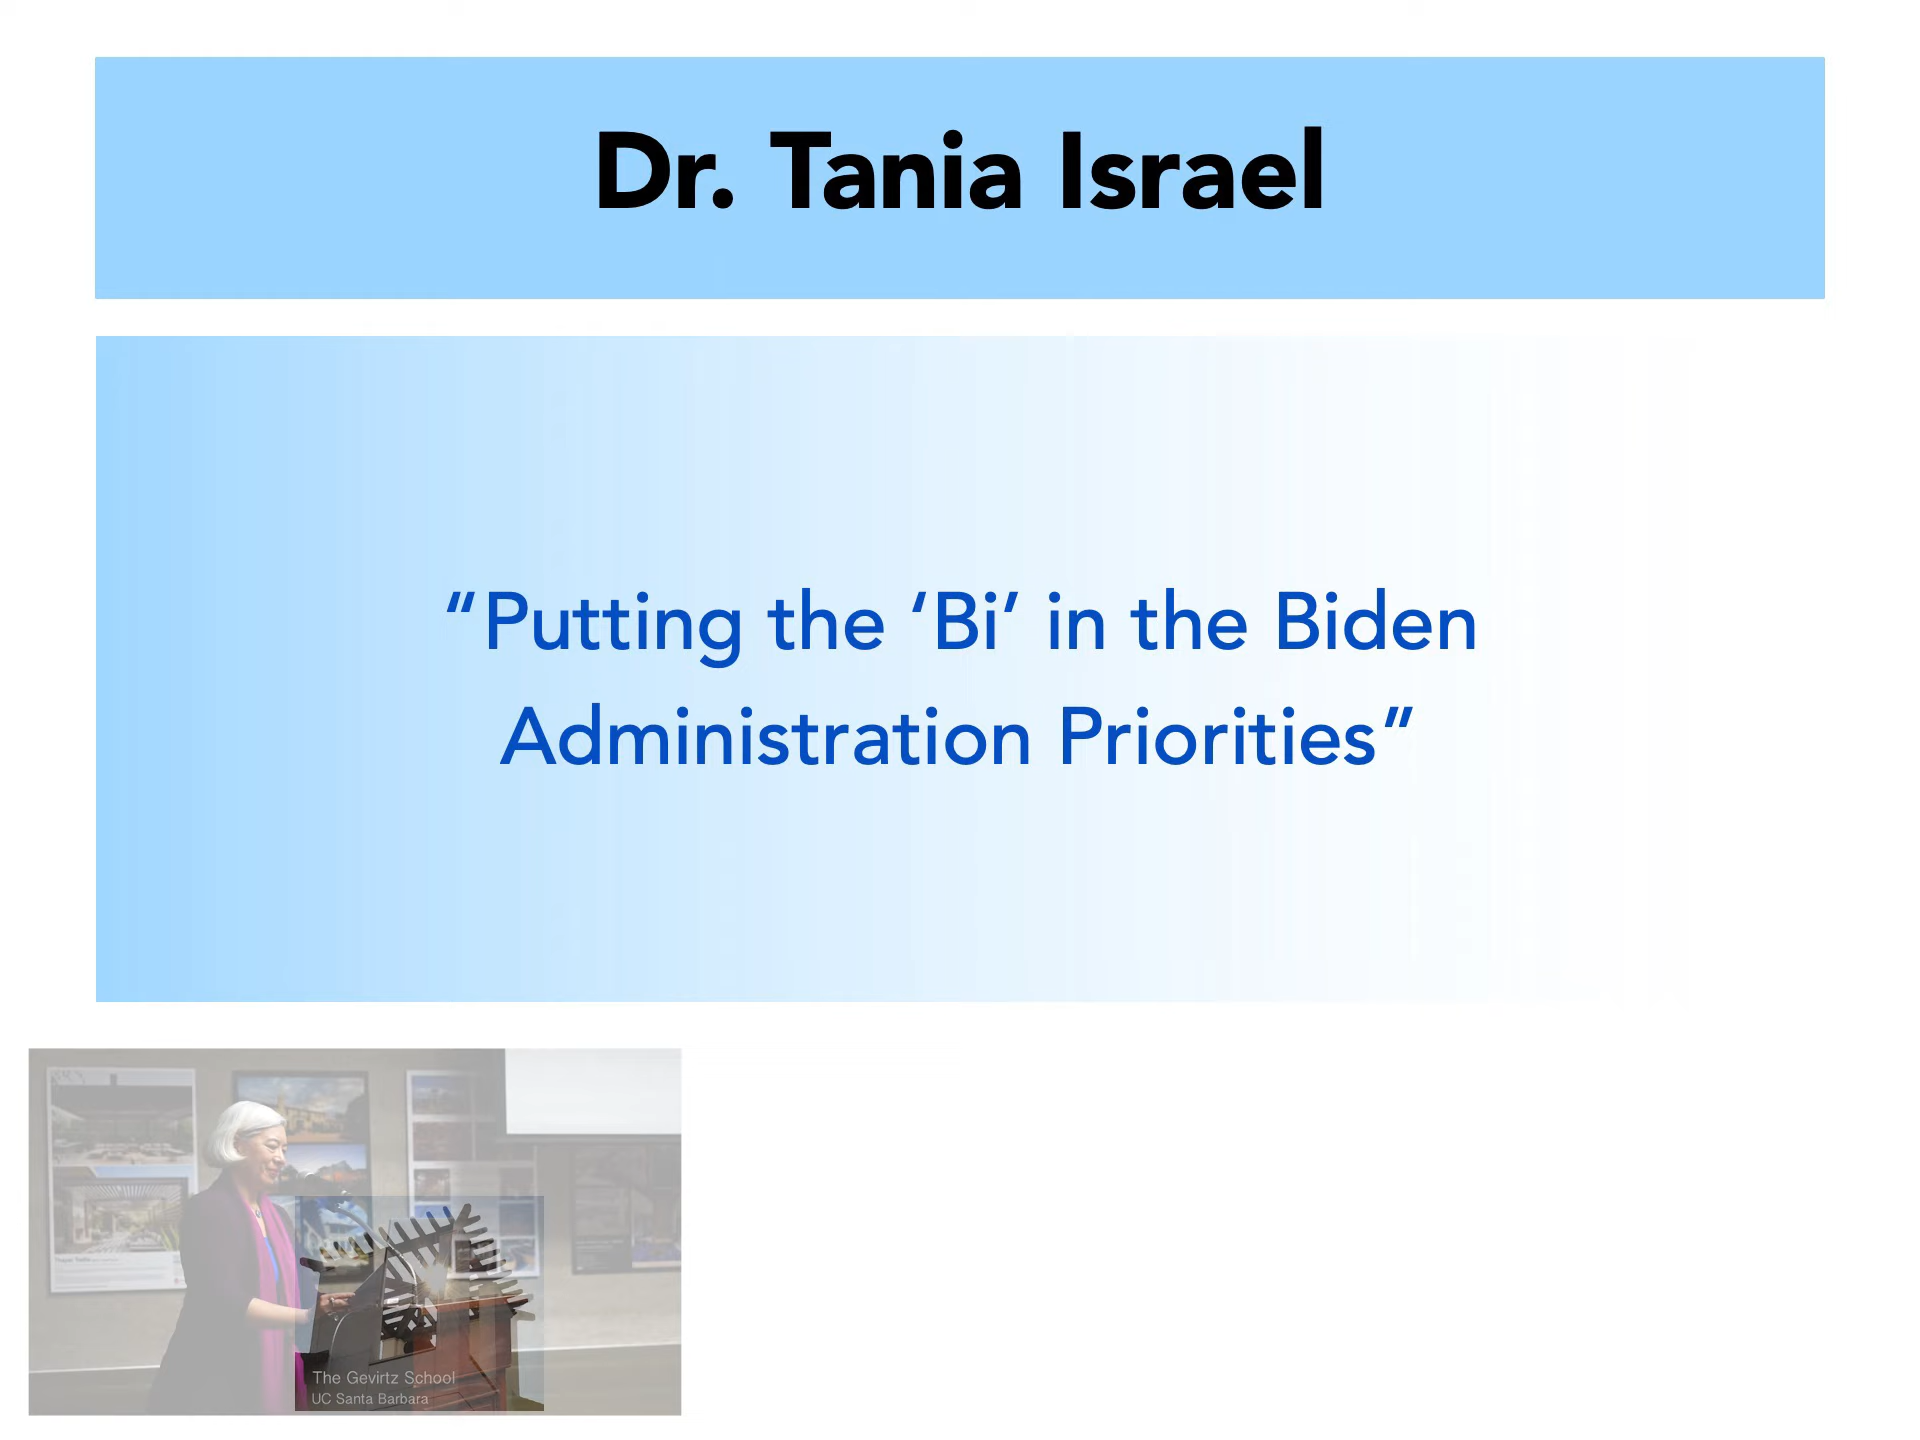 Dr. Tania Israel
“Putting the ‘Bi’ in the Biden
Administration Priorities”
The Gevirtz School
UC Santa Barbara